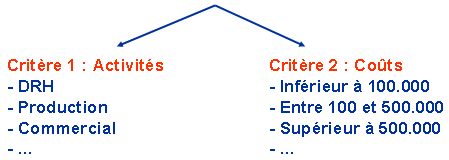 Critère 1 : Activités
- DRH
- Production
- Commercial
- ...
Critère 2 : Coûts
- Inférieur à 100.000
- Entre 100 et 500.000
- Supérieur à 500.000
- ...